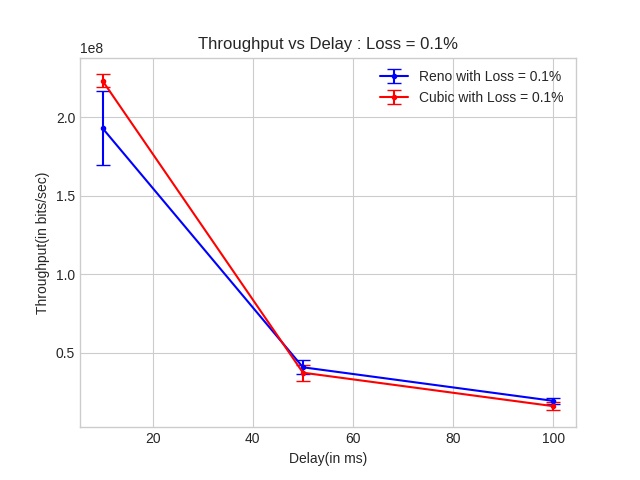 Throughput vs Delay : Loss = 0.1%
1e8
Reno with Loss = 0.1%
Cubic with Loss = 0.1%
2.0
1.5
1.0
0.5
Throughput(in bits/sec)
20 40 60 80 100
Delay(in ms)